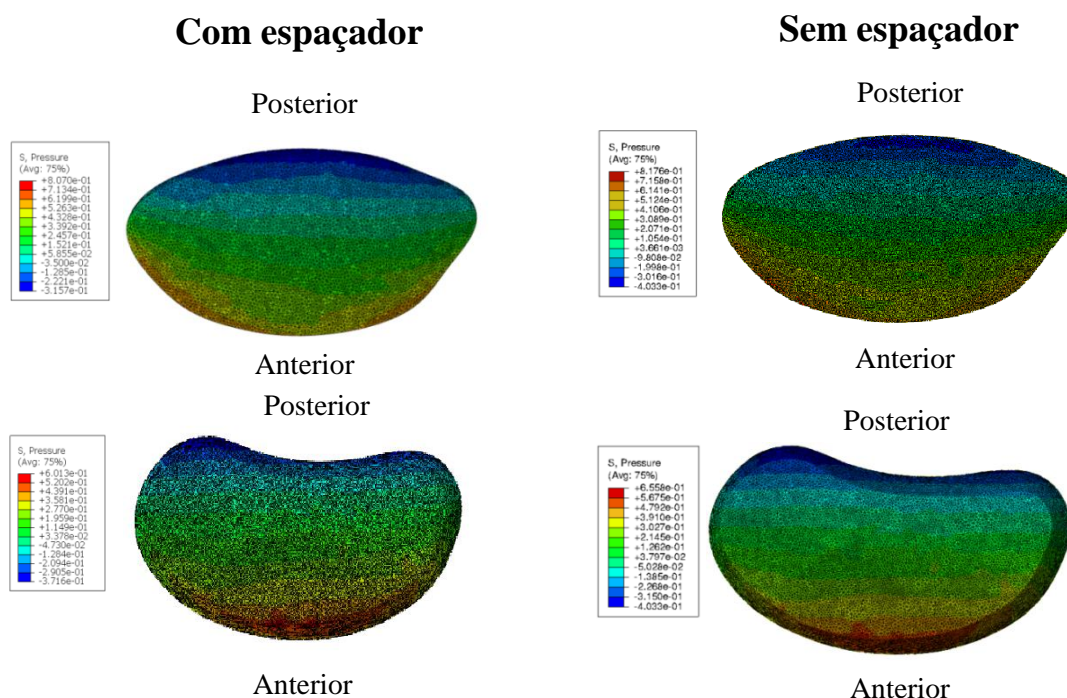 Com espaçador
Sem espaçador
Posterior
Posterior
S, Pressure
(Avg: 75%)
+8.070e-01
+7.134e-01
+6.199e-01
+5.263e-01
+4.328e-01
+3.392e-01
+2.457e-01
+1.521e-01
+5.855e-02
-3.500e-02
-1.285e-01
-2.221e-01
-3.157e-01
S, Pressure
(Avg: 75%)
+8.176e-01
+7.158e-01
+6.141e-01
+5.124e-01
+4.106e-01
+3.089e-01
+2.071e-01
+1.054e-01
+3.661e-03
-9.808e-02
-1.998e-01
-3.016e-01
-4.033e-01
Anterior
Anterior
Posterior
Posterior
S, Pressure
(Avg: 75%)
+6.013e-01
+5.202e-01
+4.391e-01
+3.581e-01
+2.770e-01
+1.959e-01
+1.149e-01
+3.378e-02
-4.730e-02
-1.284e-01
-2.094e-01
-2.905e-01
-3.716e-01
S, Pressure
(Avg: 75%)
+6.558e-01
+5.675e-01
+4.792e-01
+3.910e-01
+3.027e-01
+2.145e-01
+1.262e-01
+3.797e-02
-5.028e-02
-1.385e-01
-2.268e-01
-3.150e-01
-4.033e-01
Anterior
Anterior